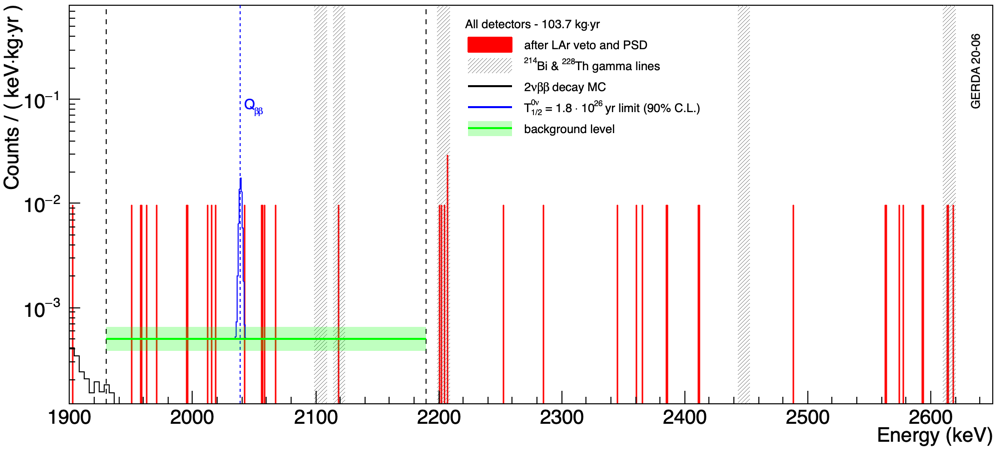 All detectors - 103.7 kg·yr
after LAr veto and PSD
²¹⁴Bi & ²²⁸Th gamma lines
2νββ decay MC
T⁰ᵛ₁/₂ = 1.8 · 10²⁶ yr limit (90% C.L.)
background level
GERDA 20-06
Counts / ( keV·kg·yr)
10⁻¹
10⁻²
10⁻³
Qββ
1900 2000 2100 2200 2300 2400 2500 2600
Energy (keV)